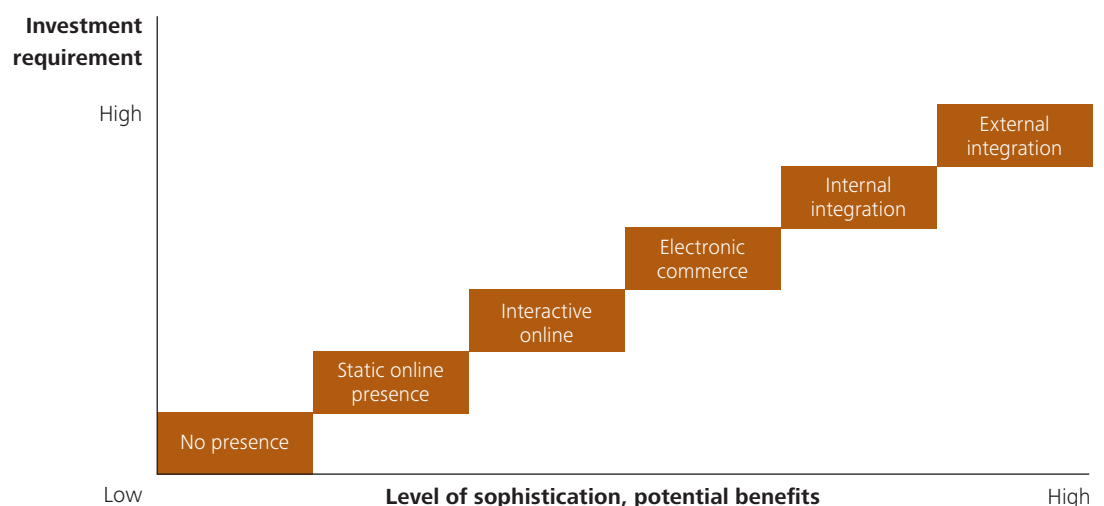 Investment
requirement
High
External
integration
Internal
integration
Electronic
commerce
Interactive
online
Static online
presence
No presence
Low
Level of sophistication, potential benefits
High